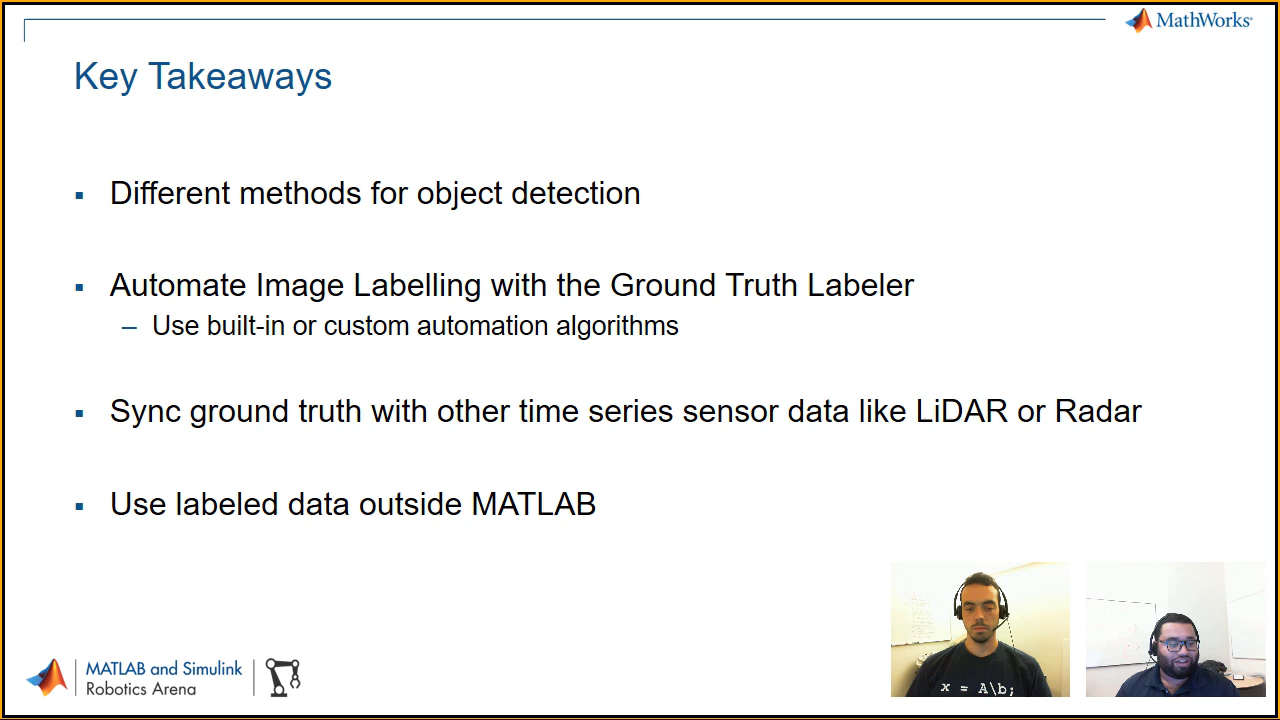 MathWorks
Key Takeaways
Different methods for object detection
Automate Image Labelling with the Ground Truth Labeler
– Use built-in or custom automation algorithms
Sync ground truth with other time series sensor data like LiDAR or Radar
Use labeled data outside MATLAB
x = A\b;
MATLAB and Simulink
Robotics Arena